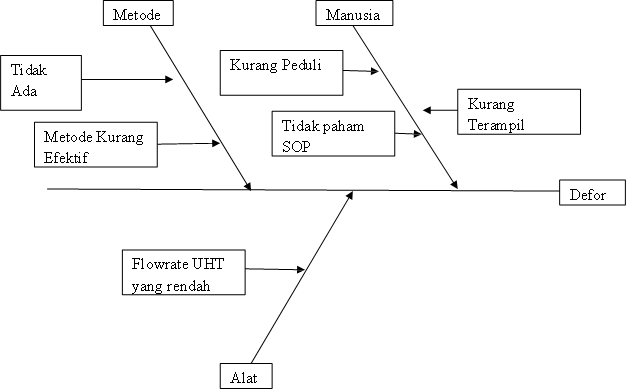 Metode
Manusia
Tidak
Ada
Kurang Peduli
Kurang
Terampil
Metode Kurang
Efektif
Tidak paham
SOP
Defor
Flowrate UHT
yang rendah
Alat